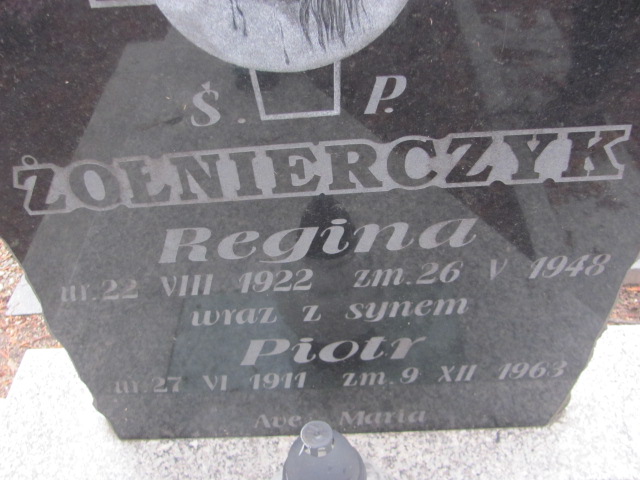 Ś. P.
ŻOŁNIERCZYK
Regina
ur. 22 VIII 1922 zm. 26 V 1948
wraz z synem
Piotr
ur. 27 VI 1911 zm. 9 XII 1963
Ave Maria